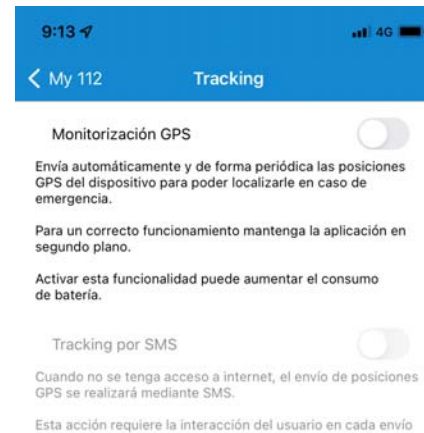 9:13
4G
My 112
Tracking
Monitorización GPS
Envía automáticamente y de forma periódica las posiciones
GPS del dispositivo para poder localizarle en caso de
emergencia.
Para un correcto funcionamiento mantenga la aplicación en
segundo plano.
Activar esta funcionalidad puede aumentar el consumo
de batería.
Tracking por SMS
Cuando no se tenga acceso a internet, el envío de posiciones
GPS se realizará mediante SMS.
Esta acción requiere la interacción del usuario en cada envío